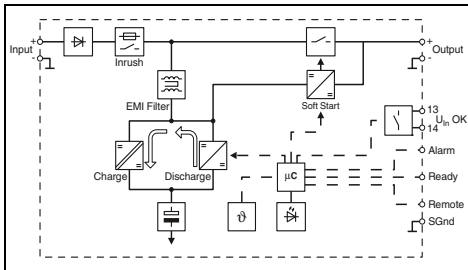 Input
+
-
Inrush
EMI Filter
Charge
Discharge
Soft Start
µC
ϑ
+
-
Output
13
14
U_in OK
Alarm
Ready
Remote
SGnd